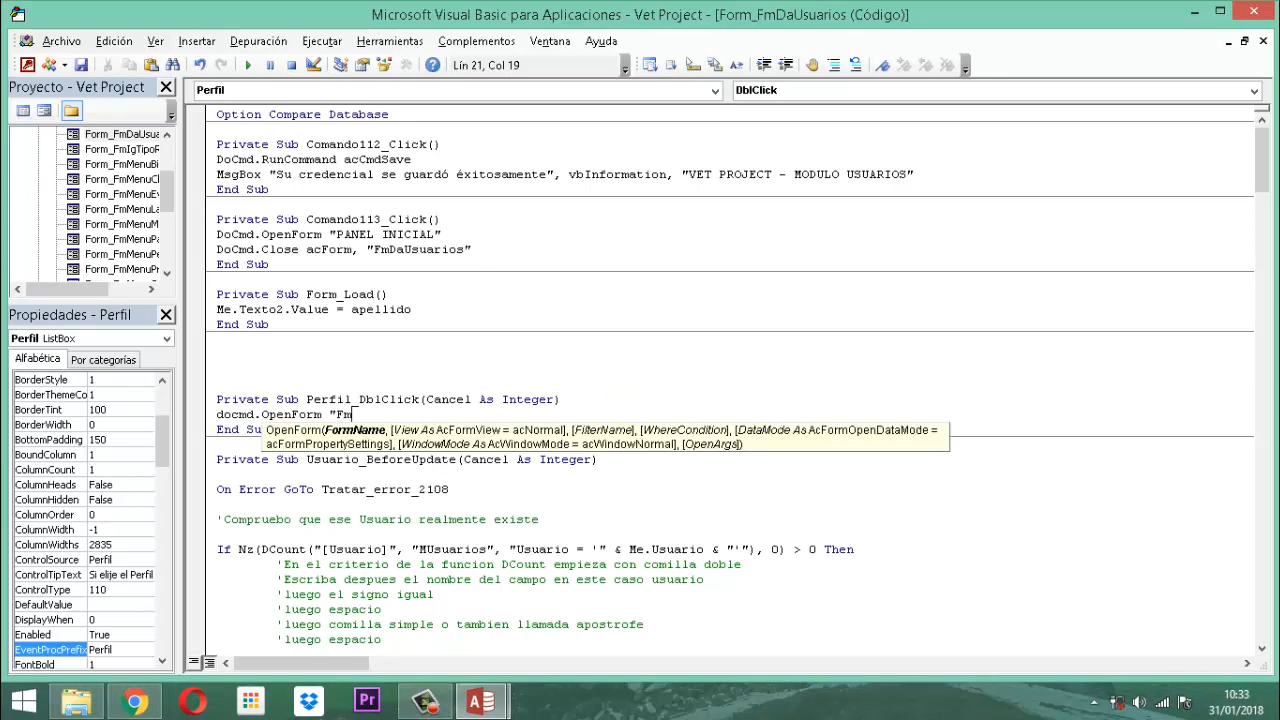 Microsoft Visual Basic para Aplicaciones - Vet Project - [Form_FmDaUsuarios (Código)]
Archivo Edición Ver Insertar Depuración Ejecutar Herramientas Complementos Ventana Ayuda
Lín 21, Col 19
Proyecto - Vet Project
Form_FmDaUsua
Form_FmIgTipoR
Form_FmMenuBi
Form_FmMenuCl
Form_FmMenuE
Form_FmMenuLa
Form_FmMenuM
Form_FmMenuPa
Form_FmMenuPe
Form_FmMenuPr
Propiedades - Perfil
Perfil ListBox
Alfabética Por categorías
BorderStyle 1
BorderThemeCo 1
BorderTint 100
BorderWidth 0
BottomPadding 150
BoundColumn 1
ColumnCount 1
ColumnHeads False
ColumnHidden False
ColumnOrder 0
ColumnWidth -1
ColumnWidths 2835
ControlSource Perfil
ControlTipText Si elije el Perfil
ControlType 110
DefaultValue
DisplayWhen 0
Enabled True
EventProcPrefix Perfil
FontBold 1
Perfil DblClick
Option Compare Database
Private Sub Comando112_Click()
DoCmd.RunCommand acCmdSave
MsgBox "Su credencial se guardó éxitosamente", vbInformation, "VET PROJECT - MODULO USUARIOS"
End Sub
Private Sub Comando113_Click()
DoCmd.OpenForm "PANEL INICIAL"
DoCmd.Close acForm, "FmDaUsuarios"
End Sub
Private Sub Form_Load()
Me.Texto2.Value = apellido
End Sub
Private Sub Perfil_DblClick(Cancel As Integer)
docmd.OpenForm "Fm
End Su
OpenForm(FormName, [View As AcFormView = acNormal], [FilterName], [WhereCondition], [DataMode As AcFormOpenDataMode =
acFormPropertySettings], [WindowMode As AcWindowMode = acWindowNormal], [OpenArgs])
Private Sub Usuario_BeforeUpdate(Cancel As Integer)
On Error GoTo Tratar_error_2108
'Compruebo que ese Usuario realmente existe
If Nz(DCount("[Usuario]", "MUsuarios", "Usuario = '" & Me.Usuario & "'"), 0) > 0 Then
'En el criterio de la funcion DCount empieza con comilla doble
'Escriba despues el nombre del campo en este caso usuario
'luego el signo igual
'luego espacio
'luego comilla simple o tambien llamada apostrofe
'luego espacio
Pr
10:33
31/01/2018